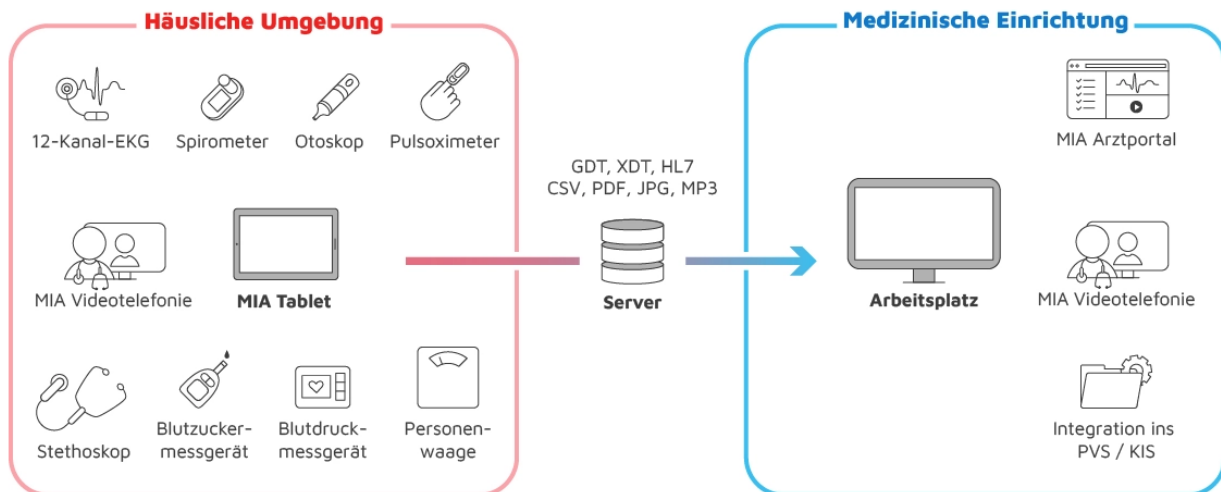 Häusliche Umgebung
Medizinische Einrichtung
12-Kanal-EKG
Spirometer
Otoskop
Pulsoximeter
MIA Videotelefonie
MIA Tablet
Stethoskop
Blutzucker-
messgerät
Blutdruck-
messgerät
Personen-
waage
GDT, XDT, HL7
CSV, PDF, JPG, MP3
Server
MIA Arztportal
Arbeitsplatz
MIA Videotelefonie
Integration ins
PVS / KIS